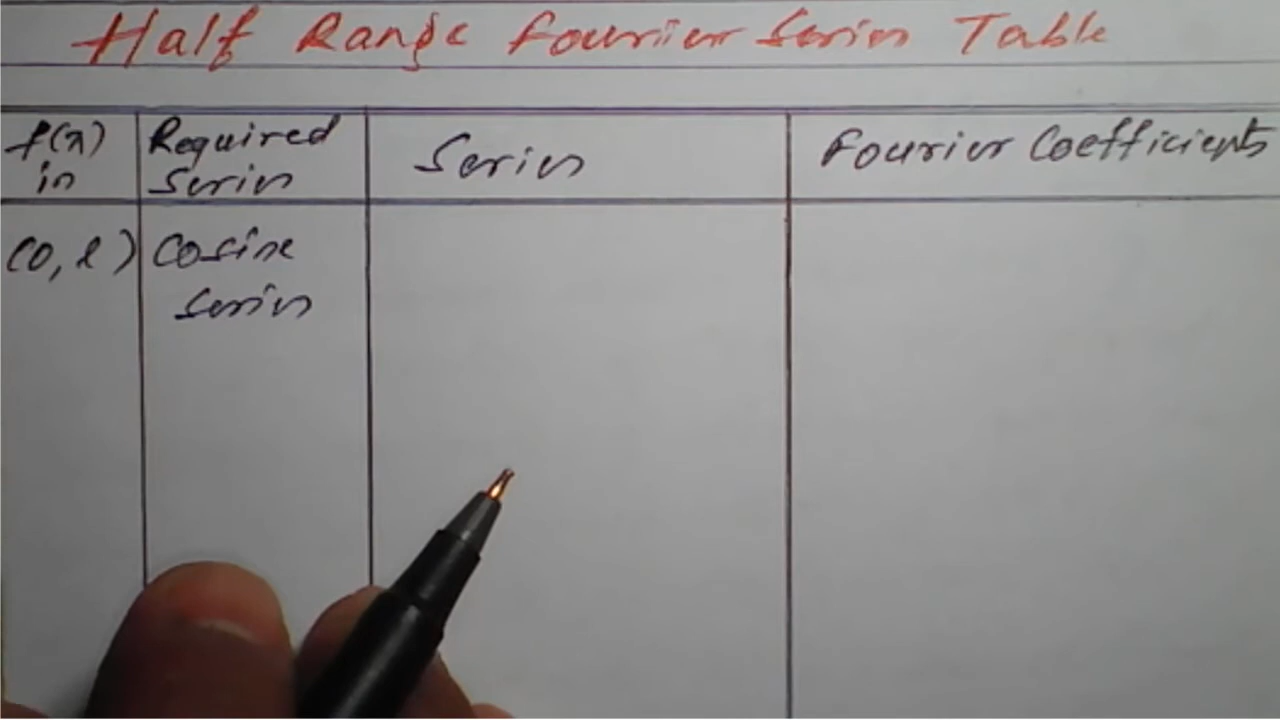 Half Range Fourier Series Table
f(x) in
Required Series
Series
Fourier Coefficients
(0, l)
Cosine series